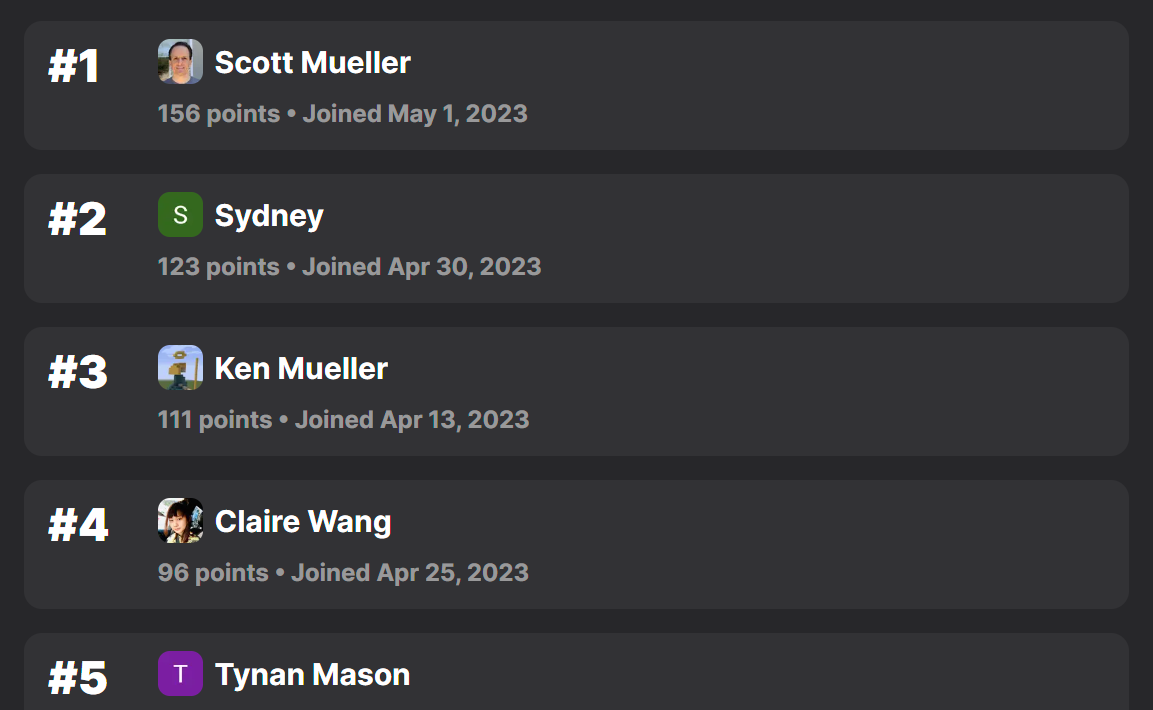 #1
Scott Mueller
156 points • Joined May 1, 2023
#2
S
Sydney
123 points • Joined Apr 30, 2023
#3
Ken Mueller
111 points • Joined Apr 13, 2023
#4
Claire Wang
96 points • Joined Apr 25, 2023
#5
T
Tynan Mason